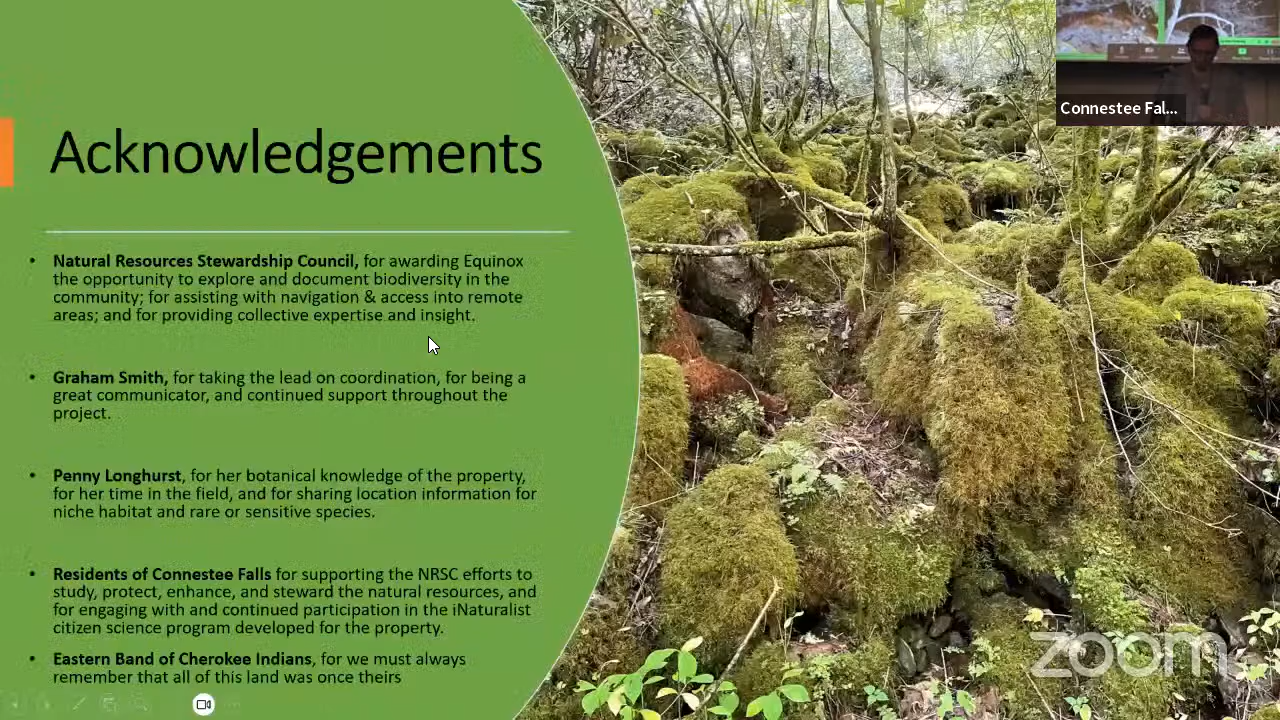 Connestee Fal...
Acknowledgements
• Natural Resources Stewardship Council, for awarding Equinox
the opportunity to explore and document biodiversity in the
community; for assisting with navigation & access into remote
areas; and for providing collective expertise and insight.
• Graham Smith, for taking the lead on coordination, for being a
great communicator, and continued support throughout the
project.
• Penny Longhurst, for her botanical knowledge of the property,
for her time in the field, and for sharing location information for
niche habitat and rare or sensitive species.
• Residents of Connestee Falls for supporting the NRSC efforts to
study, protect, enhance, and steward the natural resources, and
for engaging with and continued participation in the iNaturalist
citizen science program developed for the property.
• Eastern Band of Cherokee Indians, for we must always
remember that all of this land was once theirs
zoom